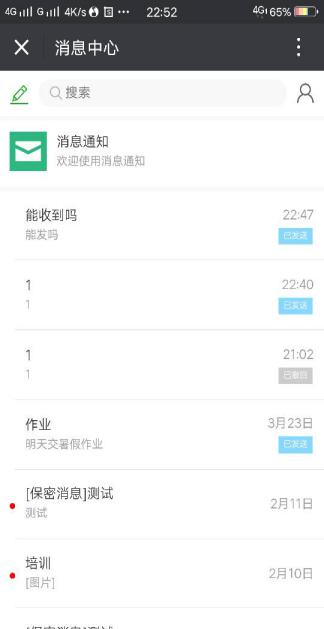 4G G 4K/s 22:52 4G 65%
消息中心
搜索
消息通知
欢迎使用消息通知
能收到吗 22:47
能发吗 已发送
1 22:40
1 已发送
1 21:02
1 已撤回
作业 3月23日
明天交暑假作业 已发送
[保密消息]测试 2月11日
测试
培训 2月10日
[图片]